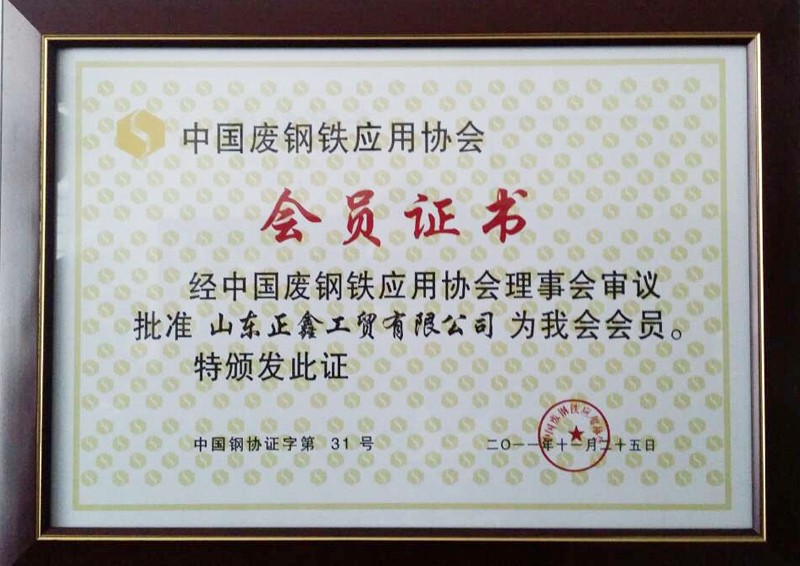 中国废钢铁应用协会
会员证书
经中国废钢铁应用协会理事会审议
批准 山东正鑫工贸有限公司 为我会会员。
特颁发此证
中国钢协证字第 31 号
二〇一一年十一月二十五日